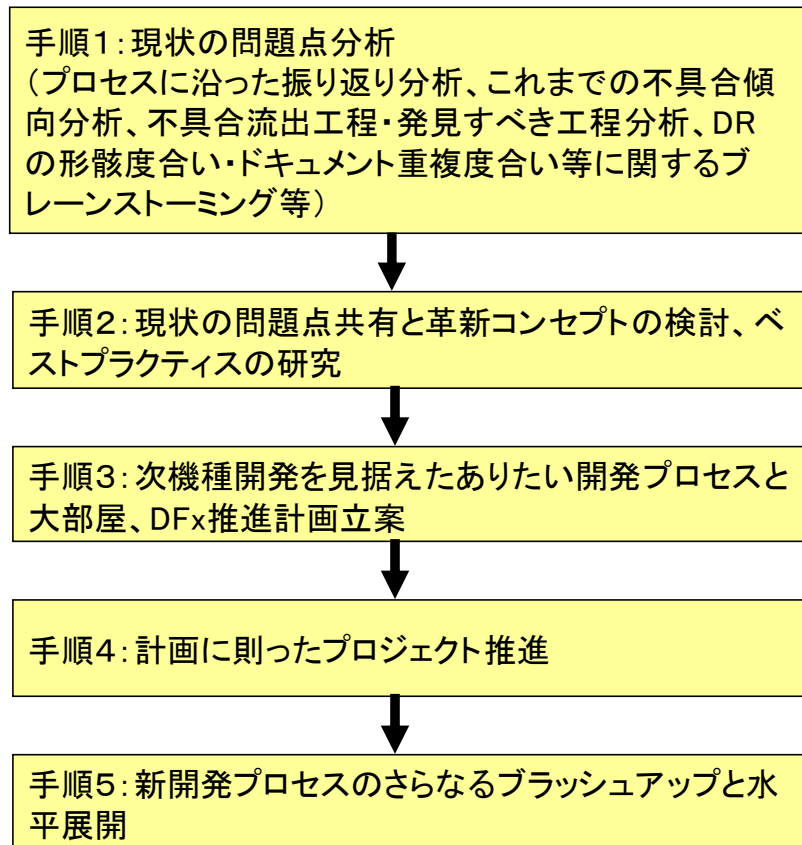 手順１：現状の問題点分析
（プロセスに沿った振り返り分析、これまでの不具合傾
向分析、不具合流出工程・発見すべき工程分析、DR
の形骸度合い・ドキュメント重複度合い等に関するブ
レーンストーミング等）
手順２：現状の問題点共有と革新コンセプトの検討、ベ
ストプラクティスの研究
手順３：次機種開発を見据えたありたい開発プロセスと
大部屋、DFx推進計画立案
手順４：計画に則ったプロジェクト推進
手順５：新開発プロセスのさらなるブラッシュアップと水
平展開